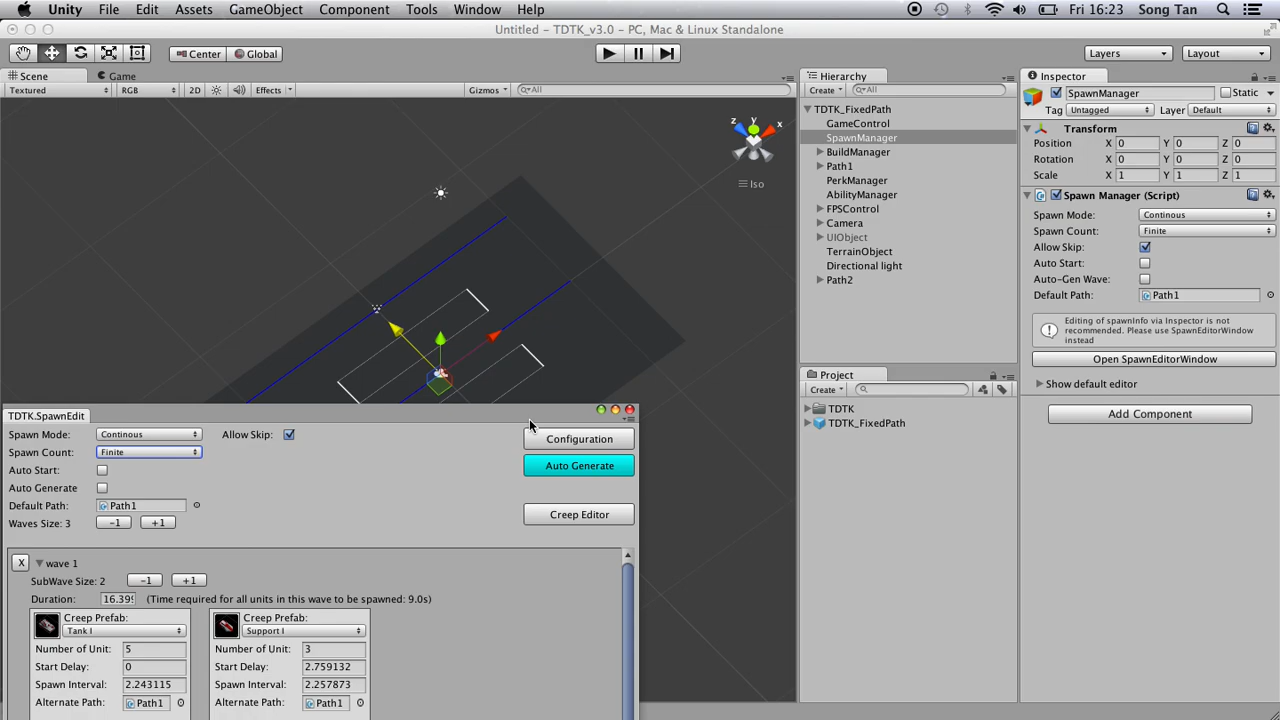 Unity File Edit Assets GameObject Component Tools Window Help Fri 16:23 Song Tan
Untitled - TDTK_v3.0 - PC, Mac & Linux Standalone
Center Global Layers Layout
Scene Game
Textured RGB 2D Effects Gizmos All
z y x
Iso
Hierarchy
Create All
TDTK_FixedPath
GameControl
SpawnManager
BuildManager
Path1
PerkManager
AbilityManager
FPSControl
Camera
UIObject
TerrainObject
Directional light
Path2
Project
Create
TDTK
TDTK_FixedPath
Inspector
SpawnManager Static
Tag Untagged Layer Default
Transform
Position X 0 Y 0 Z 0
Rotation X 0 Y 0 Z 0
Scale X 1 Y 1 Z 1
Spawn Manager (Script)
Spawn Mode: Continous
Spawn Count: Finite
Allow Skip:
Auto Start:
Auto-Gen Wave:
Default Path: Path1
Editing of spawnInfo via Inspector is not
recommended. Please use SpawnEditorWindow
instead
Open SpawnEditorWindow
Show default editor
Add Component
TDTK.SpawnEdit
Spawn Mode: Continous Allow Skip: Configuration
Spawn Count: Finite
Auto Start: Auto Generate
Auto Generate
Default Path: Path1 Creep Editor
Waves Size: 3 -1 +1
X wave 1
SubWave Size: 2 -1 +1
Duration: 16.399 (Time required for all units in this wave to be spawned: 9.0s)
Creep Prefab: Creep Prefab:
Tank I Support I
Number of Unit: 5 Number of Unit: 3
Start Delay: 0 Start Delay: 2.759132
Spawn Interval: 2.243115 Spawn Interval: 2.257873
Alternate Path: Path1 Alternate Path: Path1